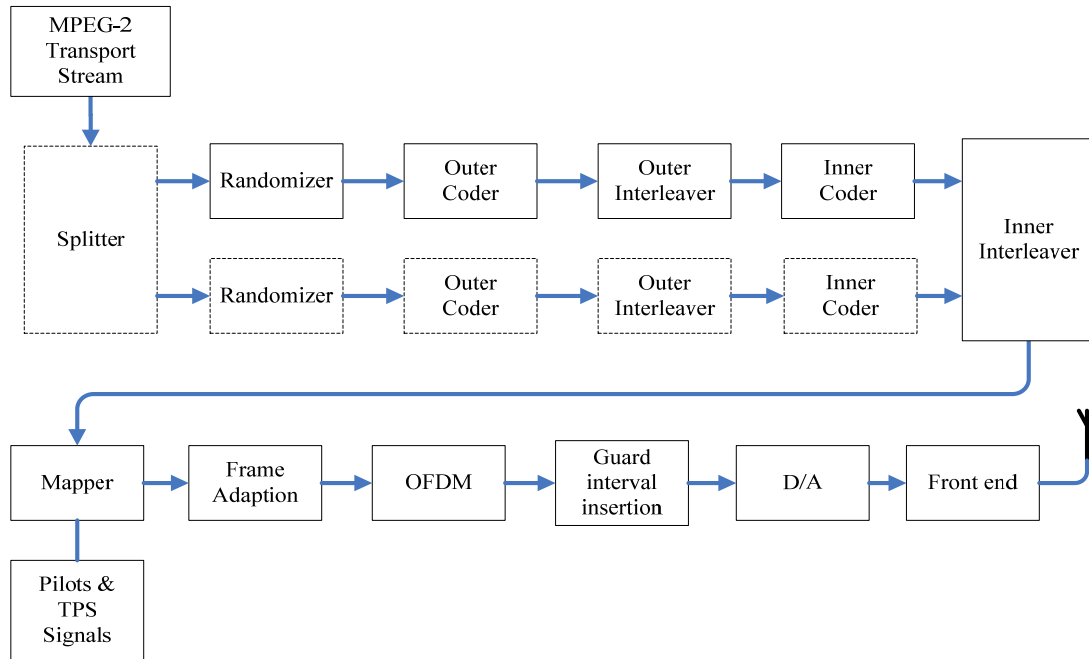 MPEG-2
Transport
Stream
Splitter
Randomizer
Outer
Coder
Outer
Interleaver
Inner
Coder
Inner
Interleaver
Randomizer
Outer
Coder
Outer
Interleaver
Inner
Coder
Mapper
Frame
Adaption
OFDM
Guard
interval
insertion
D/A
Front end
Pilots &
TPS
Signals